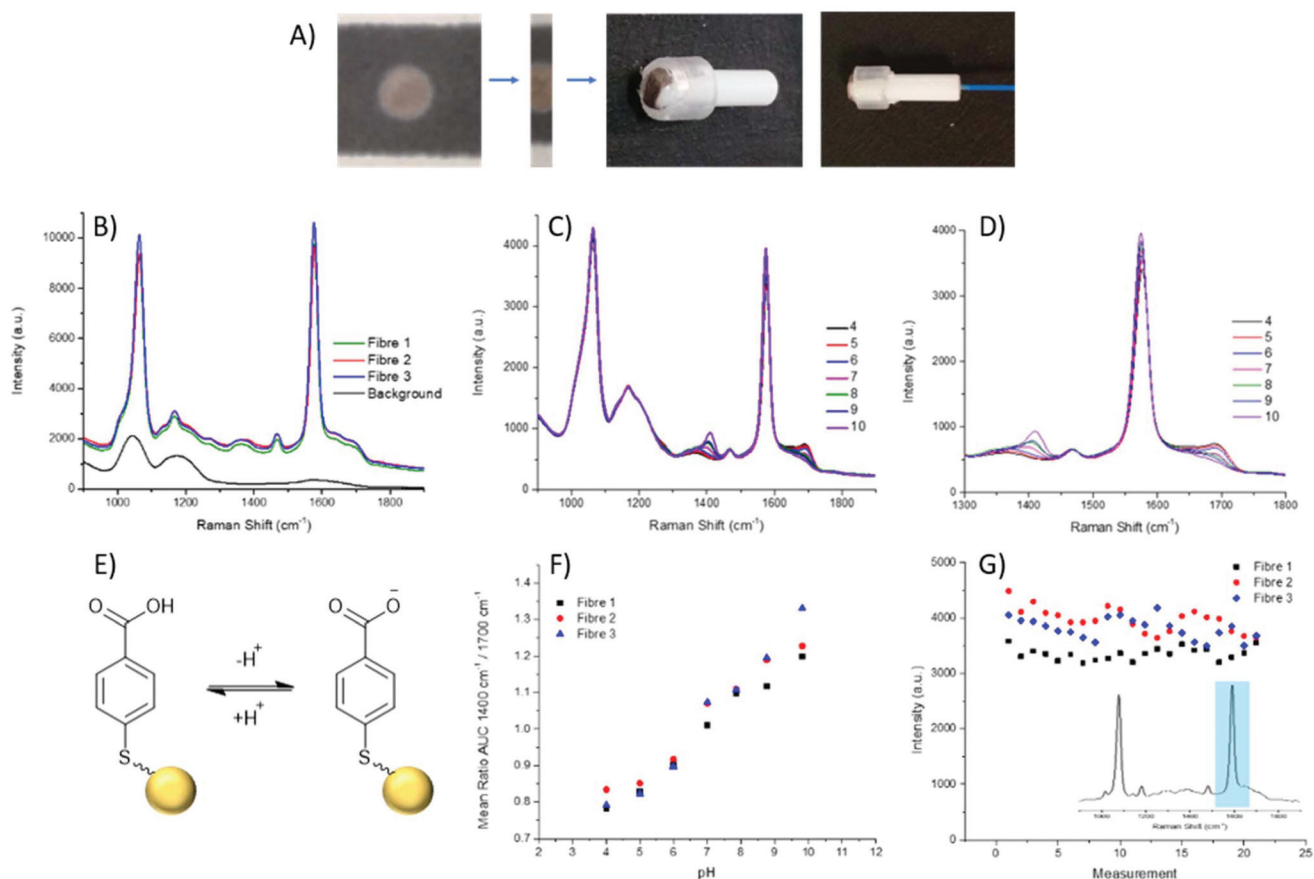 A)
B)
10000
8000
6000
4000
2000
0
Intensity (a.u.)
Fibre 1
Fibre 2
Fibre 3
Background
1000 1200 1400 1600 1800
Raman Shift (cm⁻¹)
C)
4000
3000
2000
1000
0
Intensity (a.u.)
4
5
6
7
8
9
10
1000 1200 1400 1600 1800
Raman Shift (cm⁻¹)
D)
4000
3000
2000
1000
0
Intensity (a.u.)
4
5
6
7
8
9
10
1300 1400 1500 1600 1700 1800
Raman Shift (cm⁻¹)
E)
O
OH
S
-H⁺
+H⁺
O
O⁻
S
F)
1.4
1.3
1.2
1.1
1.0
0.9
0.8
0.7
Mean Ratio AUC 1400 cm⁻¹ / 1700 cm⁻¹
Fibre 1
Fibre 2
Fibre 3
2 3 4 5 6 7 8 9 10 11 12
pH
G)
5000
4000
3000
2000
1000
0
Intensity (a.u.)
Fibre 1
Fibre 2
Fibre 3
1000 1200 1400 1600 1800
Raman Shift (cm⁻¹)
0 5 10 15 20 25
Measurement